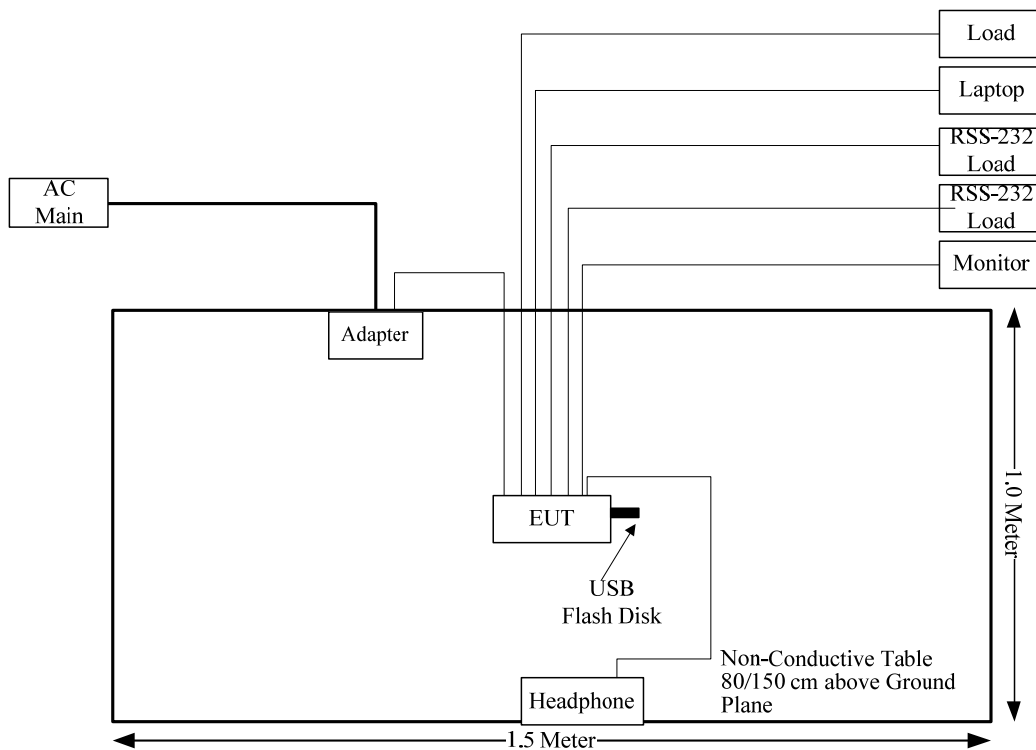 Load
Laptop
RSS-232
Load
AC
Main
RSS-232
Load
Monitor
Adapter
EUT
1.0 Meter
USB
Flash Disk
Non-Conductive Table
80/150 cm above Ground
Plane
Headphone
1.5 Meter